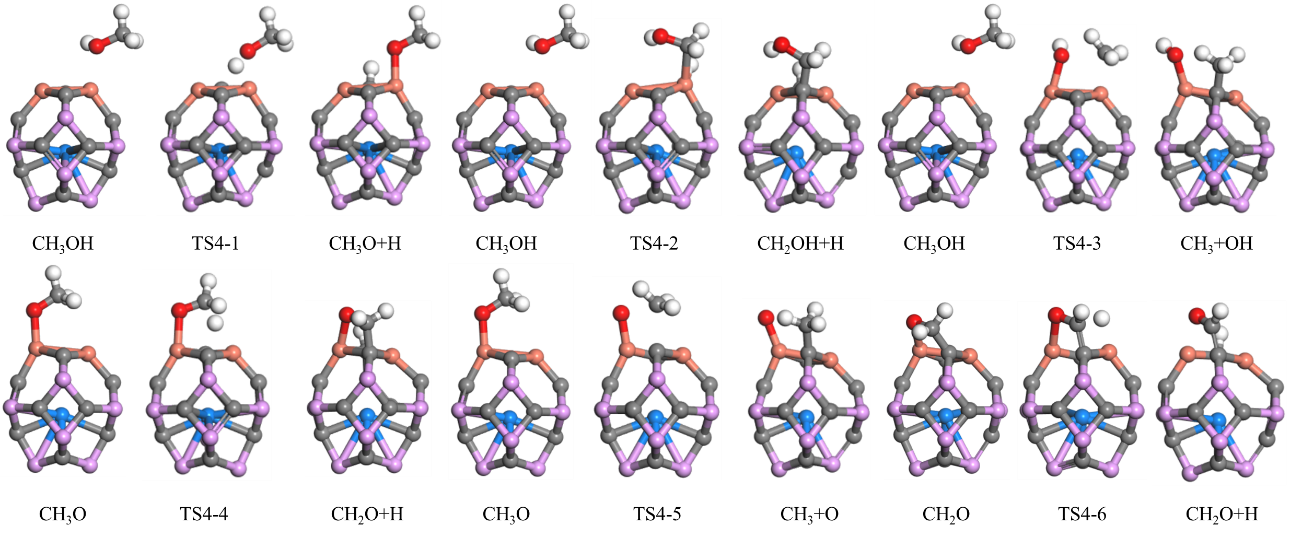 CH₃OH TS4-1 CH₃O+H CH₃OH TS4-2 CH₂OH+H CH₃OH TS4-3 CH₃+OH
CH₃O TS4-4 CH₂O+H CH₃O TS4-5 CH₃+O CH₂O TS4-6 CH₂O+H